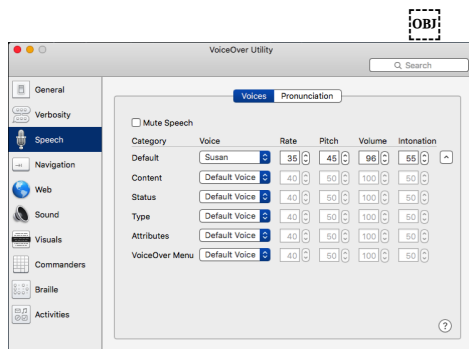 OBJ
VoiceOver Utility
Search
General
Verbosity
Speech
Navigation
Web
Sound
Visuals
Commanders
Braille
Activities
Voices Pronunciation
Mute Speech
Category Voice Rate Pitch Volume Intonation
Default Susan 35 45 96 55
Content Default Voice 40 50 100 50
Status Default Voice 40 50 100 50
Type Default Voice 40 50 100 50
Attributes Default Voice 40 50 100 50
VoiceOver Menu Default Voice 40 50 100 50
?